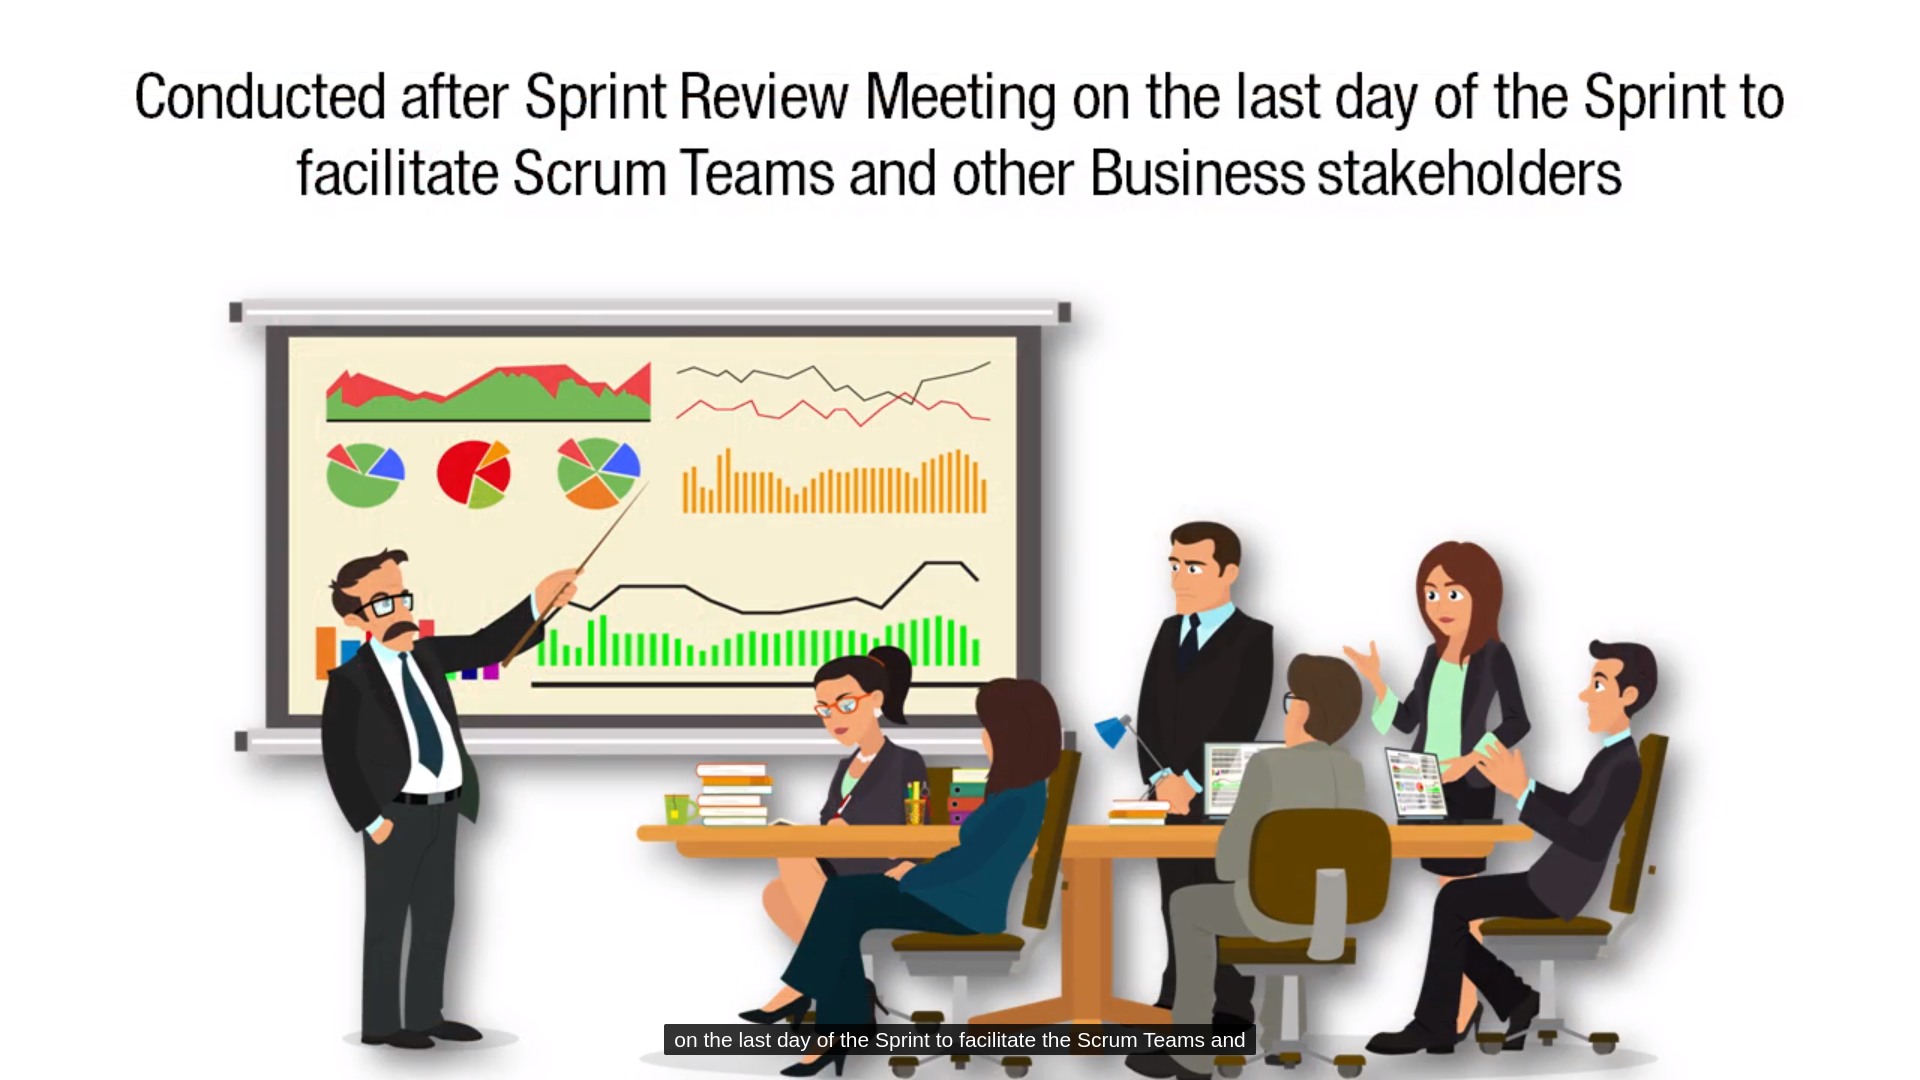 Conducted after Sprint Review Meeting on the last day of the Sprint to
facilitate Scrum Teams and other Business stakeholders
on the last day of the Sprint to facilitate the Scrum Teams and